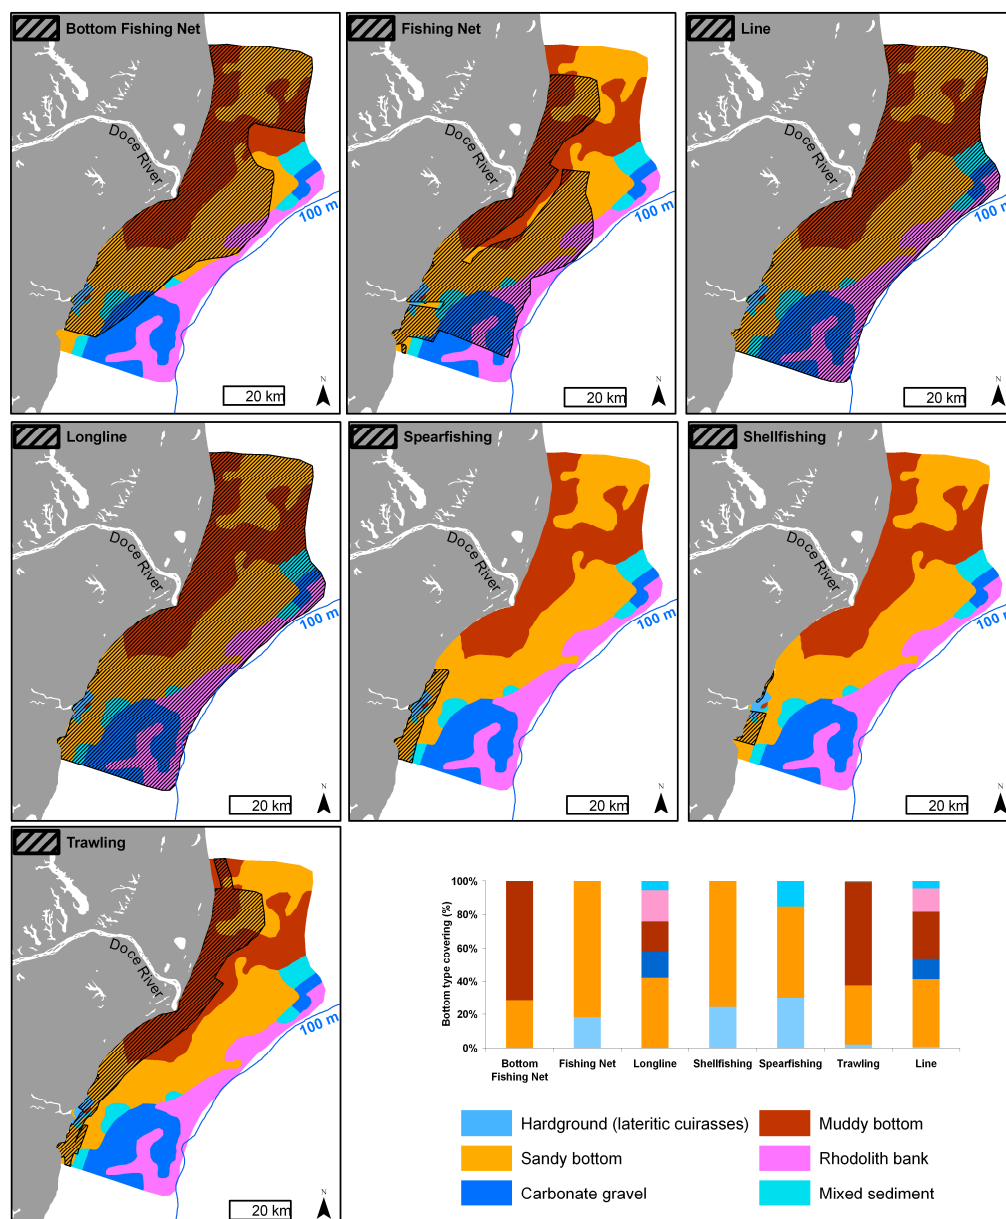 Bottom Fishing Net
Doce River
100 m
20 km
N
Fishing Net
Doce River
100 m
20 km
N
Line
Doce River
100 m
20 km
N
Longline
Doce River
100 m
20 km
N
Spearfishing
Doce River
100 m
20 km
N
Shellfishing
Doce River
100 m
20 km
N
Trawling
Doce River
100 m
20 km
N
Bottom type covering (%)
100%
80%
60%
40%
20%
0%
Bottom
Fishing Net
Fishing Net
Longline
Shellfishing
Spearfishing
Trawling
Line
Hardground (lateritic cuirasses)
Sandy bottom
Carbonate gravel
Muddy bottom
Rhodolith bank
Mixed sediment